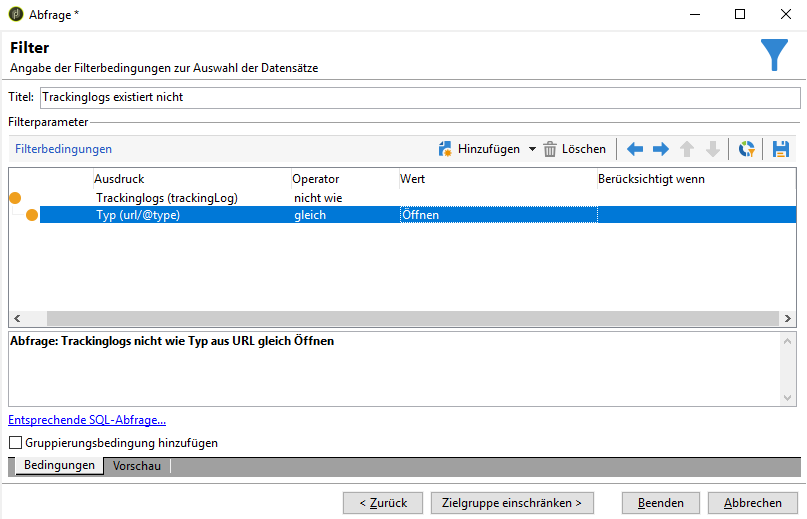 Abfrage *
Filter
Angabe der Filterbedingungen zur Auswahl der Datensätze
Titel: Trackinglogs existiert nicht
Filterparameter
Filterbedingungen Hinzufügen Löschen
Ausdruck Operator Wert Berücksichtigt wenn
Trackinglogs (trackingLog) nicht wie
Typ (url/@type) gleich Öffnen
Abfrage: Trackinglogs nicht wie Typ aus URL gleich Öffnen
Entsprechende SQL-Abfrage...
Gruppierungsbedingung hinzufügen
Bedingungen Vorschau
< Zurück Zielgruppe einschränken > Beenden Abbrechen